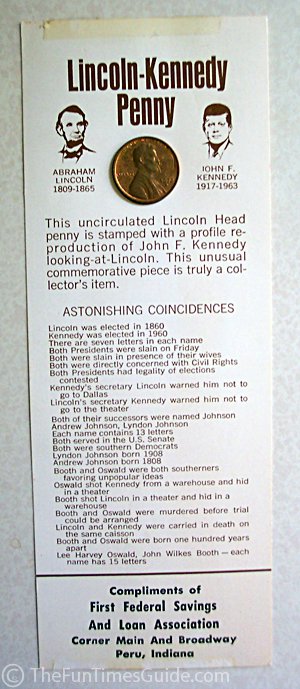 Lincoln-Kennedy
Penny
ABRAHAM
LINCOLN
1809-1865
JOHN F.
KENNEDY
1917-1963
This uncirculated Lincoln Head
penny is stamped with a profile re-
production of John F. Kennedy
looking-at-Lincoln. This unusual
commemorative piece is truly a col-
lector's item.
ASTONISHING COINCIDENCES
Lincoln was elected in 1860
Kennedy was elected in 1960
There are seven letters in each name
Both Presidents were slain on Friday
Both were slain in presence of their wives
Both were directly concerned with Civil Rights
Both Presidents had legality of elections
contested
Kennedy's secretary Lincoln warned him not
to go to Dallas
Lincoln's secretary Kennedy warned him not
to go to the theater
Both of their successors were named Johnson
Andrew Johnson, Lyndon Johnson
Each name contains 13 letters
Both served in the U.S. Senate
Both were southern Democrats
Lyndon Johnson born 1908
Andrew Johnson born 1808
Booth and Oswald were both southerners
favoring unpopular ideas
Oswald shot Kennedy from a warehouse and hid
in a theater
Booth shot Lincoln in a theater and hid in a
warehouse
Booth and Oswald were murdered before trial
could be arranged
Lincoln and Kennedy were carried in death on
the same caisson
Booth and Oswald were born one hundred years
apart
Lee Harvey Oswald, John Wilkes Booth — each
name has 15 letters
Compliments of
First Federal Savings
And Loan Association
Corner Main And Broadway
Peru, Indiana
© TheFunTimesGuide.com